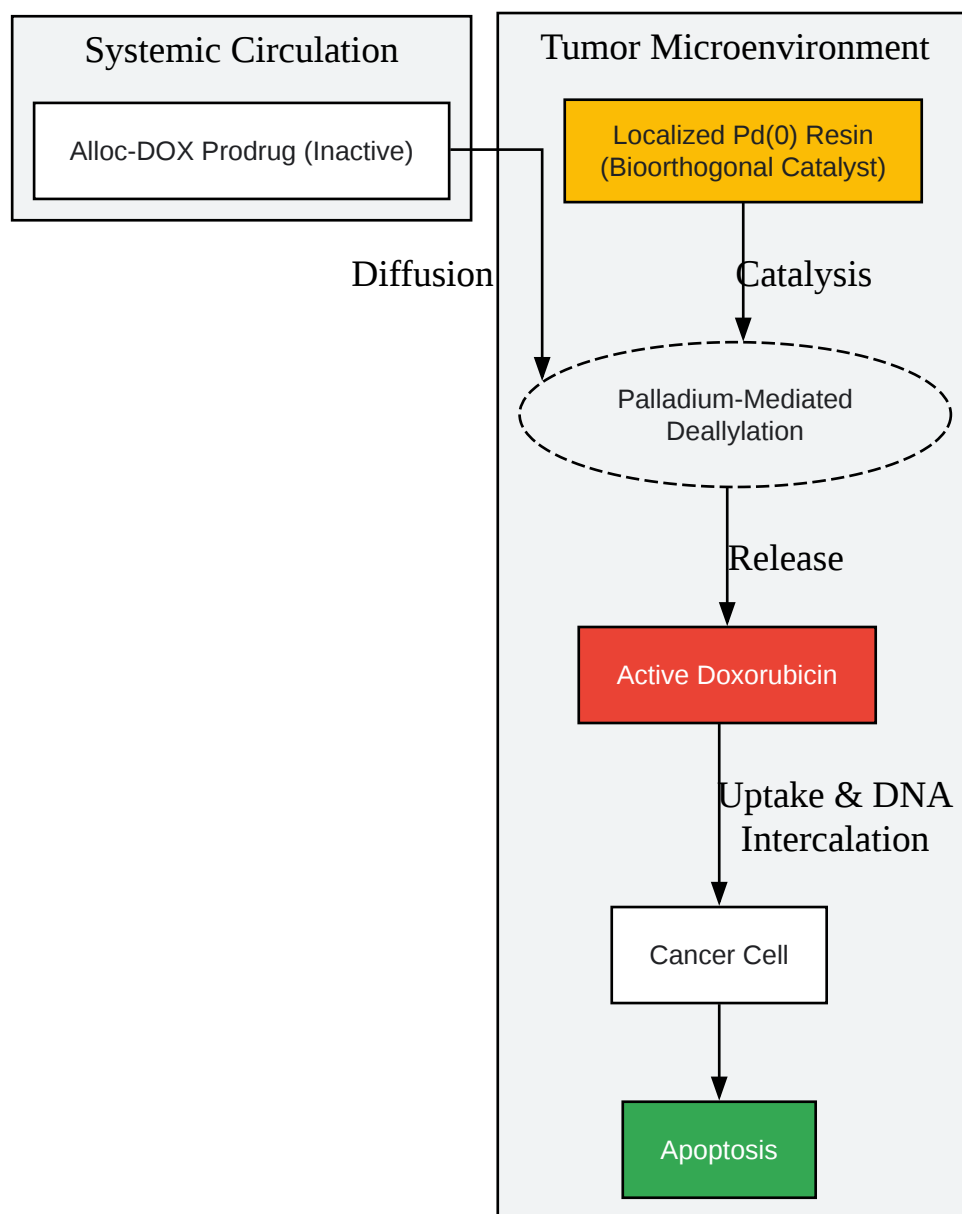 Systemic Circulation
Alloc-DOX Prodrug (Inactive)
Tumor Microenvironment
Localized Pd(0) Resin
(Bioorthogonal Catalyst)
Diffusion
Catalysis
Palladium-Mediated
Deallylation
Release
Active Doxorubicin
Uptake & DNA
Intercalation
Cancer Cell
Apoptosis